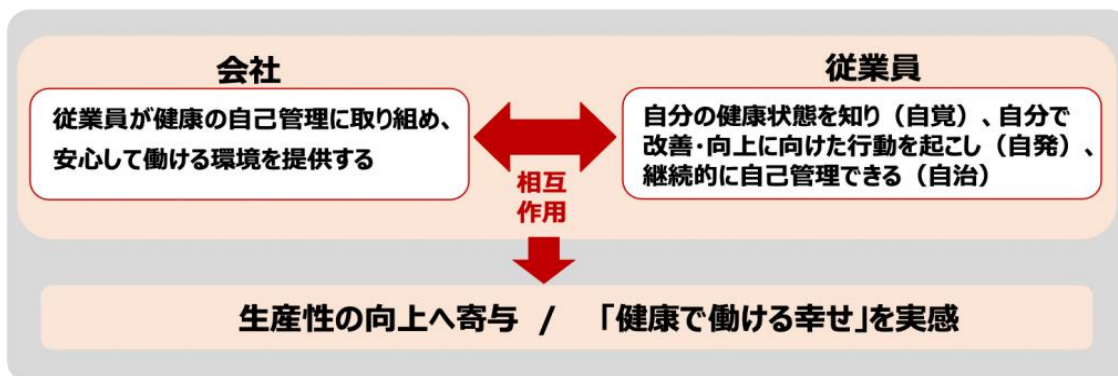 会社
従業員が健康の自己管理に取り組め、
安心して働ける環境を提供する
従業員
自分の健康状態を知り（自覚）、自分で
改善・向上に向けた行動を起こし（自発）、
継続的に自己管理できる（自治）
相互
作用
生産性の向上へ寄与 / 「健康で働ける幸せ」を実感